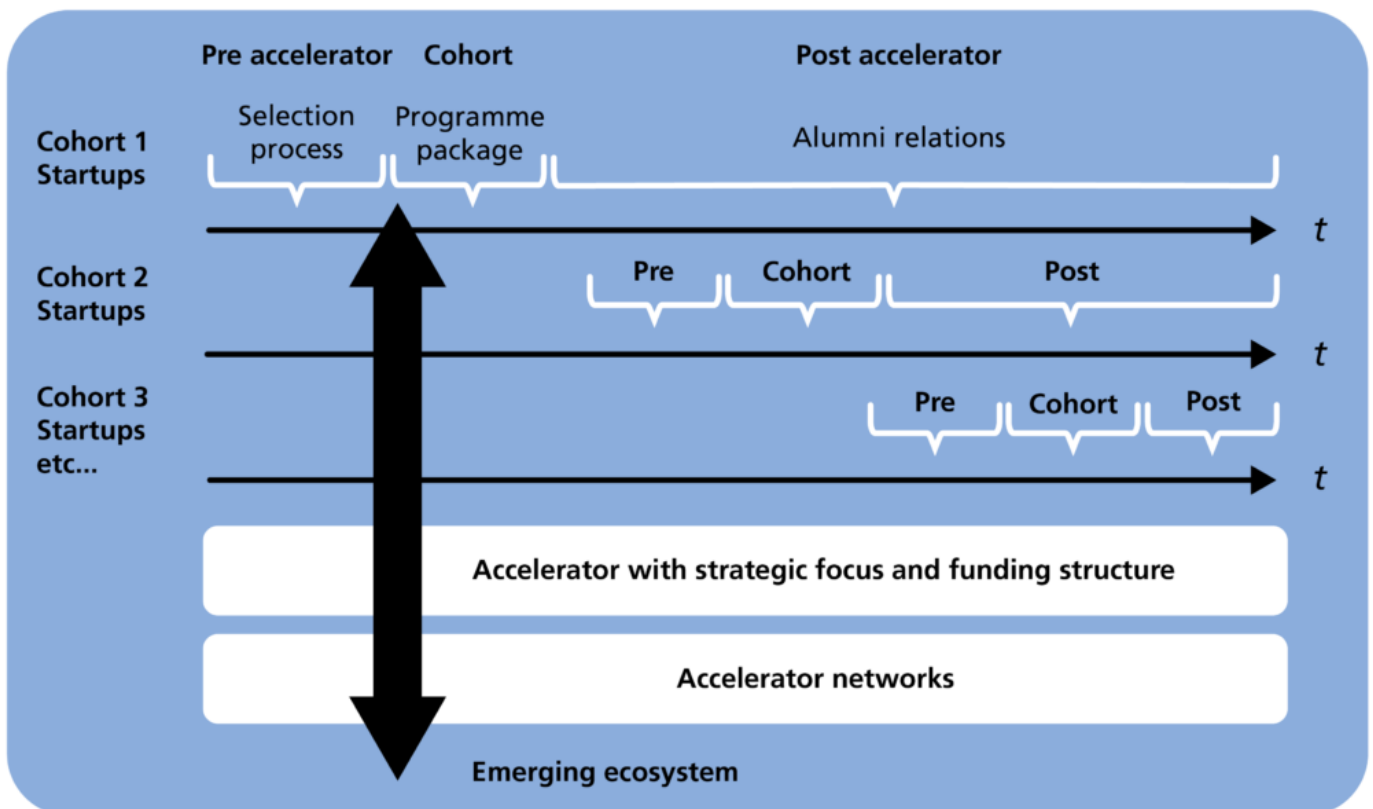 Pre accelerator
Cohort
Post accelerator
Cohort 1
Startups
Selection
process
Programme
package
Alumni relations
t
Cohort 2
Startups
Pre
Cohort
Post
t
Cohort 3
Startups
etc...
Pre
Cohort
Post
t
Accelerator with strategic focus and funding structure
Accelerator networks
Emerging ecosystem